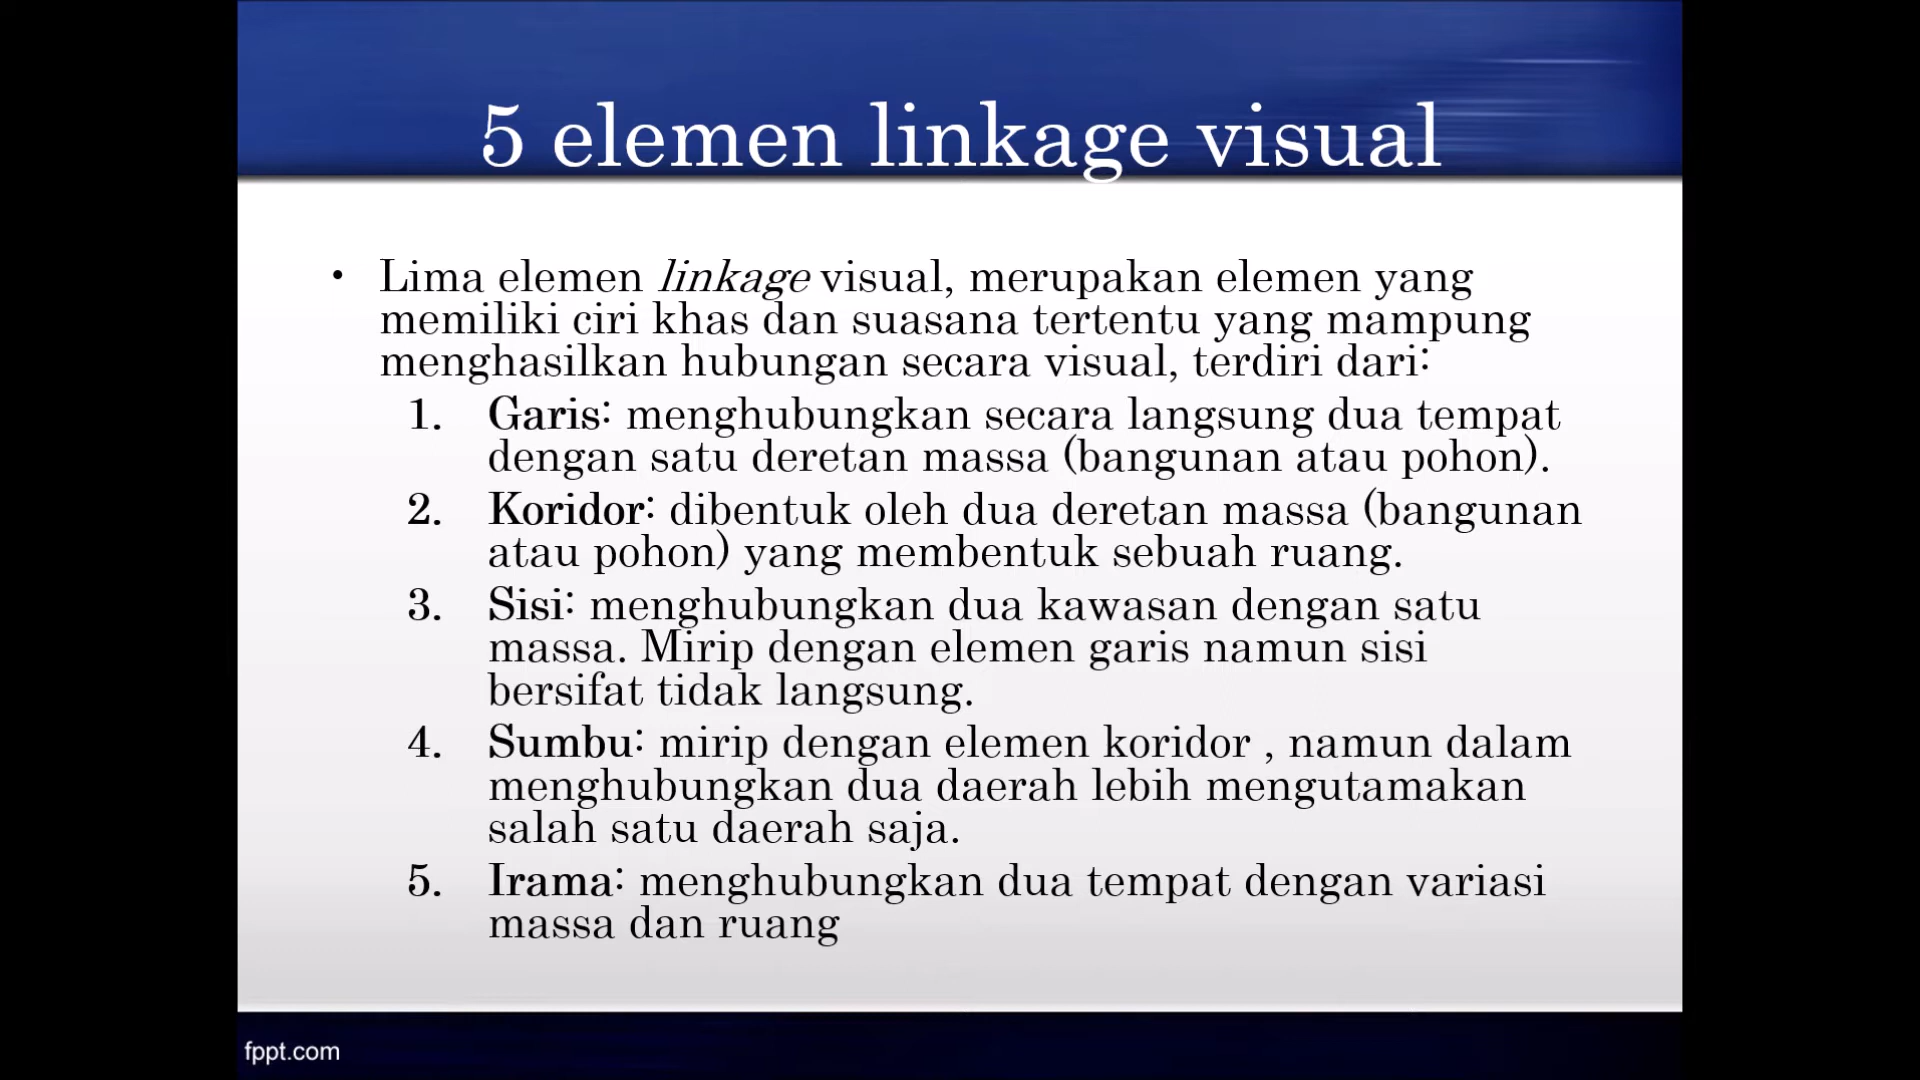 5 elemen linkage visual
• Lima elemen linkage visual, merupakan elemen yang
memiliki ciri khas dan suasana tertentu yang mampung
menghasilkan hubungan secara visual, terdiri dari:
1. Garis: menghubungkan secara langsung dua tempat
dengan satu deretan massa (bangunan atau pohon).
2. Koridor: dibentuk oleh dua deretan massa (bangunan
atau pohon) yang membentuk sebuah ruang.
3. Sisi: menghubungkan dua kawasan dengan satu
massa. Mirip dengan elemen garis namun sisi
bersifat tidak langsung.
4. Sumbu: mirip dengan elemen koridor , namun dalam
menghubungkan dua daerah lebih mengutamakan
salah satu daerah saja.
5. Irama: menghubungkan dua tempat dengan variasi
massa dan ruang
fppt.com